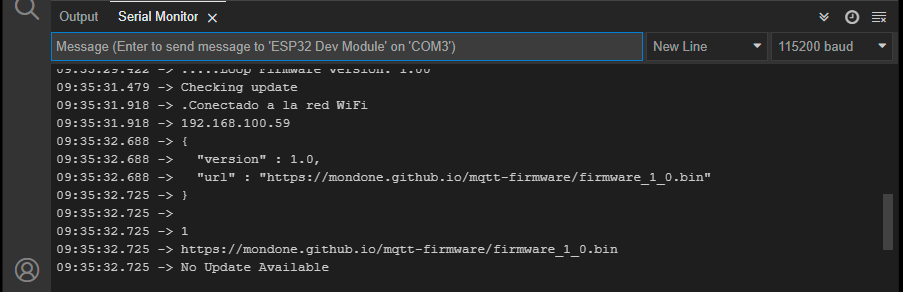 Output Serial Monitor
Message (Enter to send message to 'ESP32 Dev Module' on 'COM3') New Line 115200 baud
09:35:29.422 -> .....Loop Firmware Version: 1.00
09:35:31.479 -> Checking update
09:35:31.918 -> .Conectado a la red WiFi
09:35:31.918 -> 192.168.100.59
09:35:32.688 -> {
09:35:32.688 ->   "version" : 1.0,
09:35:32.688 ->   "url" : "https://mondone.github.io/mqtt-firmware/firmware_1_0.bin"
09:35:32.725 -> }
09:35:32.725 ->
09:35:32.725 -> 1
09:35:32.725 -> https://mondone.github.io/mqtt-firmware/firmware_1_0.bin
09:35:32.725 -> No Update Available